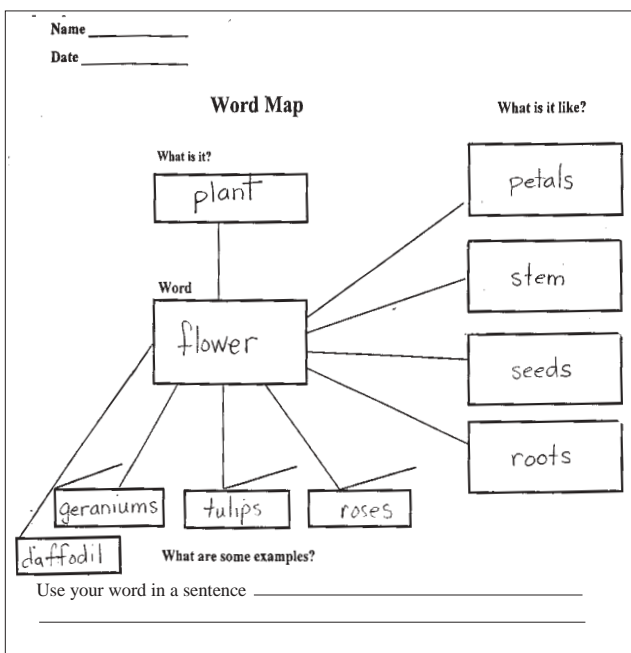 Name
Date
Word Map
What is it like?
What is it?
plant
petals
Word
flower
stem
seeds
roots
geraniums
tulips
roses
daffodil
What are some examples?
Use your word in a sentence